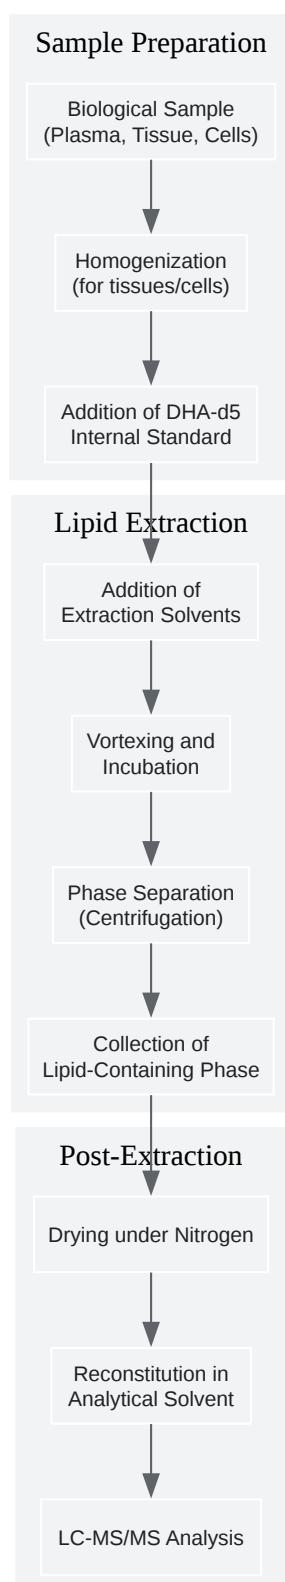 Sample Preparation
Biological Sample
(Plasma, Tissue, Cells)
Homogenization
(for tissues/cells)
Addition of DHA-d5
Internal Standard
Lipid Extraction
Addition of
Extraction Solvents
Vortexing and
Incubation
Phase Separation
(Centrifugation)
Collection of
Lipid-Containing Phase
Post-Extraction
Drying under Nitrogen
Reconstitution in
Analytical Solvent
LC-MS/MS Analysis